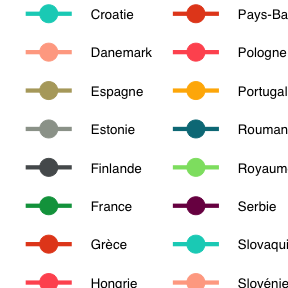 Croatie
Danemark
Espagne
Estonie
Finlande
France
Grèce
Hongrie
Pays-Ba
Pologne
Portugal
Rouman
Royaum
Serbie
Slovaqui
Slovénie